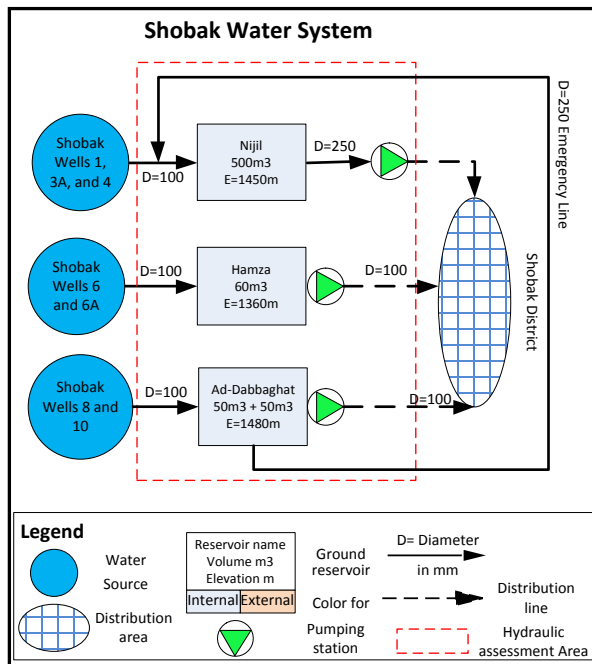 Shobak Water System
D=250 Emergency Line
Shobak
Wells 1,
3A, and 4
D=100
Nijil
500m3
E=1450m
D=250
Shobak
Wells 6
and 6A
D=100
Hamza
60m3
E=1360m
D=100
Shobak District
Shobak
Wells 8 and
10
D=100
Ad-Dabbaghat
50m3 + 50m3
E=1480m
D=100
Legend
Water
Source
Distribution
area
Reservoir name
Volume m3
Elevation m
Internal
External
Ground
reservoir
Color for
Pumping
station
D= Diameter
in mm
Distribution
line
Hydraulic
assessment Area